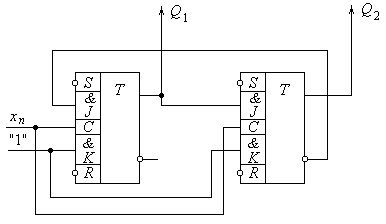 Q1 Q2
S T S T
& &
J J
xn C C
"1" & &
K K
R R